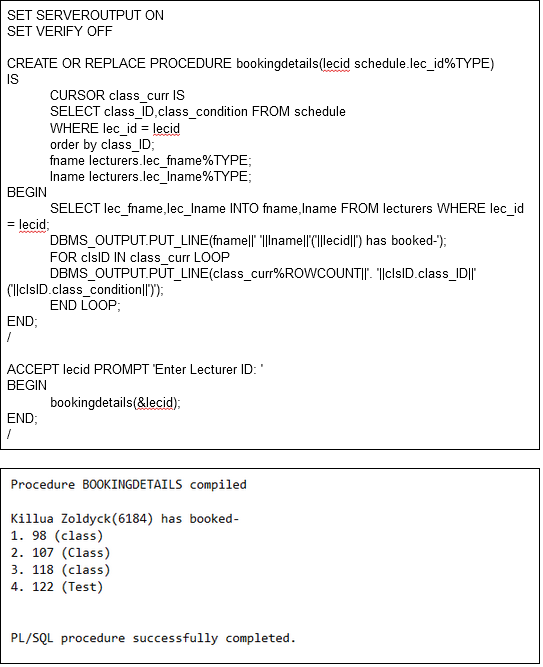 SET SERVEROUTPUT ON
SET VERIFY OFF
CREATE OR REPLACE PROCEDURE bookingdetails(lecid schedule.lec_id%TYPE)
IS
CURSOR class_curr IS
SELECT class_ID,class_condition FROM schedule
WHERE lec_id = lecid
order by class_ID;
fname lecturers.lec_fname%TYPE;
lname lecturers.lec_lname%TYPE;
BEGIN
SELECT lec_fname,lec_lname INTO fname,lname FROM lecturers WHERE lec_id
= lecid;
DBMS_OUTPUT.PUT_LINE(fname||' '||lname||'('||lecid||') has booked-');
FOR clsID IN class_curr LOOP
DBMS_OUTPUT.PUT_LINE(class_curr%ROWCOUNT||'. '||clsID.class_ID||'
('||clsID.class_condition||')');
END LOOP;
END;
/
ACCEPT lecid PROMPT 'Enter Lecturer ID: '
BEGIN
bookingdetails(&lecid);
END;
/
Procedure BOOKINGDETAILS compiled
Killua Zoldyck(6184) has booked-
1. 98 (class)
2. 107 (Class)
3. 118 (class)
4. 122 (Test)
PL/SQL procedure successfully completed.